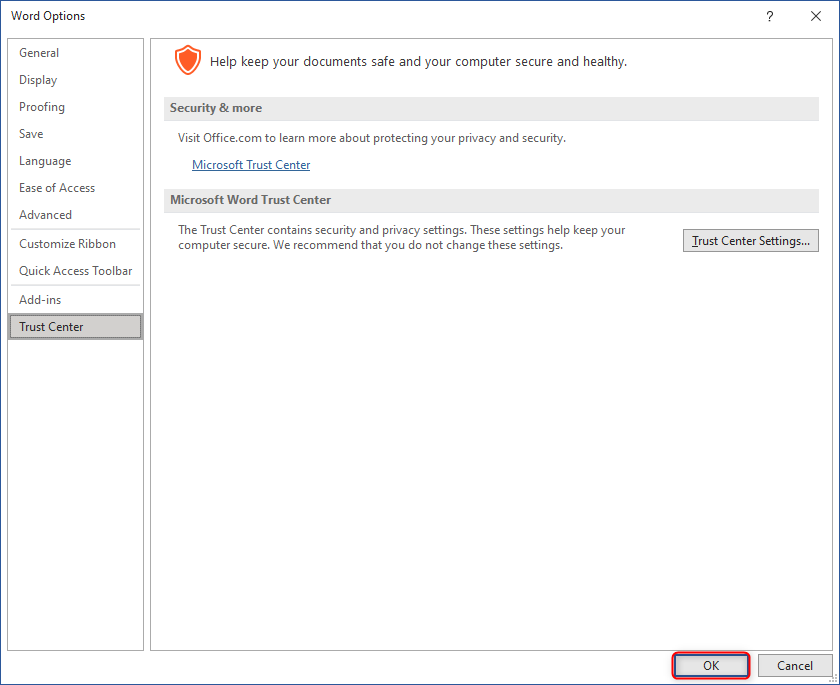 Word Options
?
General
Display
Proofing
Save
Language
Ease of Access
Advanced
Customize Ribbon
Quick Access Toolbar
Add-ins
Trust Center
Help keep your documents safe and your computer secure and healthy.
Security & more
Visit Office.com to learn more about protecting your privacy and security.
Microsoft Trust Center
Microsoft Word Trust Center
The Trust Center contains security and privacy settings. These settings help keep your
computer secure. We recommend that you do not change these settings.
Trust Center Settings...
OK
Cancel